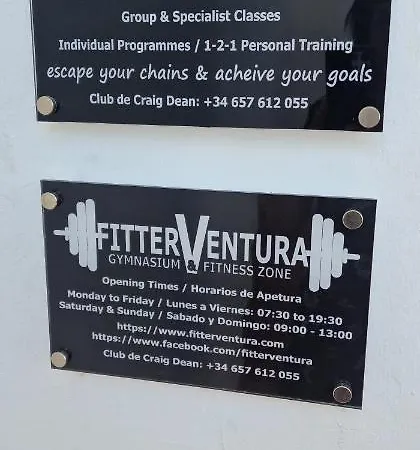 Group & Specialist Classes
Individual Programmes / 1-2-1 Personal Training
escape your chains & acheive your goals
Club de Craig Dean: +34 657 612 055
FITTERVENTURA
GYMNASIUM & FITNESS ZONE
Opening Times / Horarios de Apetura
Monday to Friday / Lunes a Viernes: 07:30 to 19:30
Saturday & Sunday / Sabado y Domingo: 09:00 - 13:00
https://www.fitterventura.com
https://www.facebook.com/fitterventura
Club de Craig Dean: +34 657 612 055